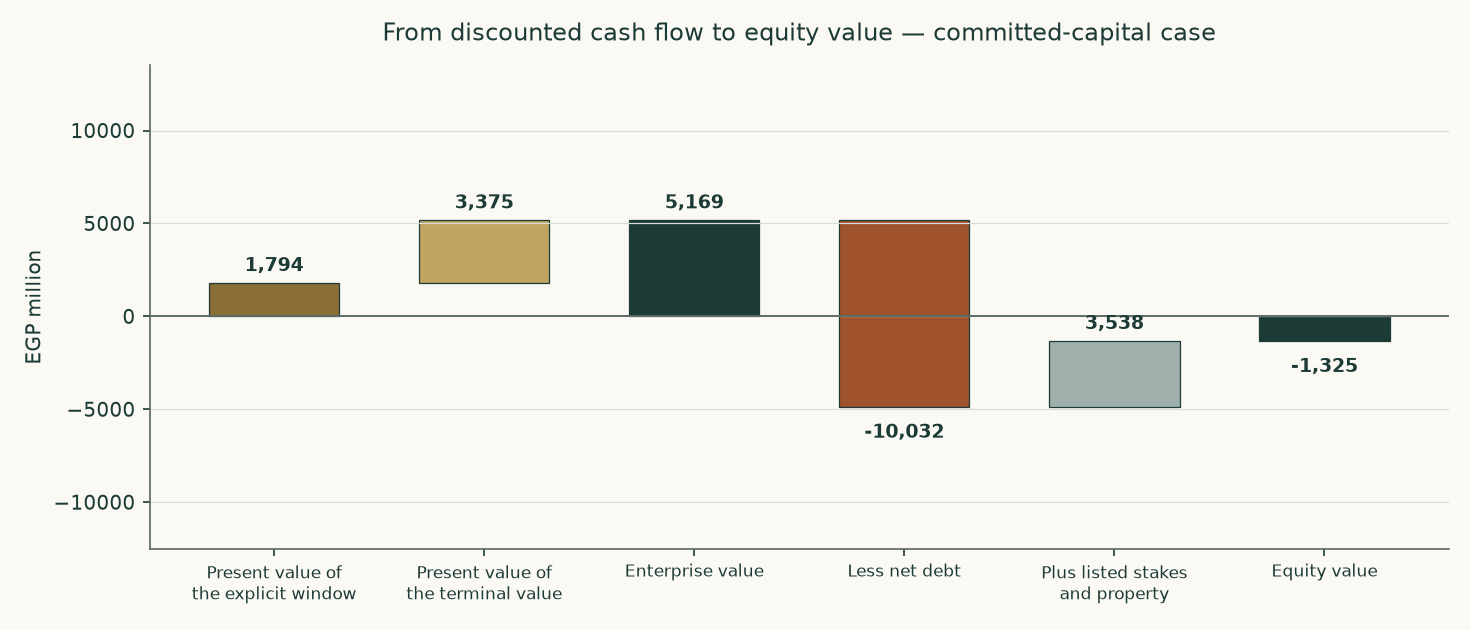 From discounted cash flow to equity value — committed-capital case
EGP million
10000
5000
0
−5000
−10000
1,794
3,375
5,169
-10,032
3,538
-1,325
Present value of
the explicit window
Present value of
the terminal value
Enterprise value
Less net debt
Plus listed stakes
and property
Equity value